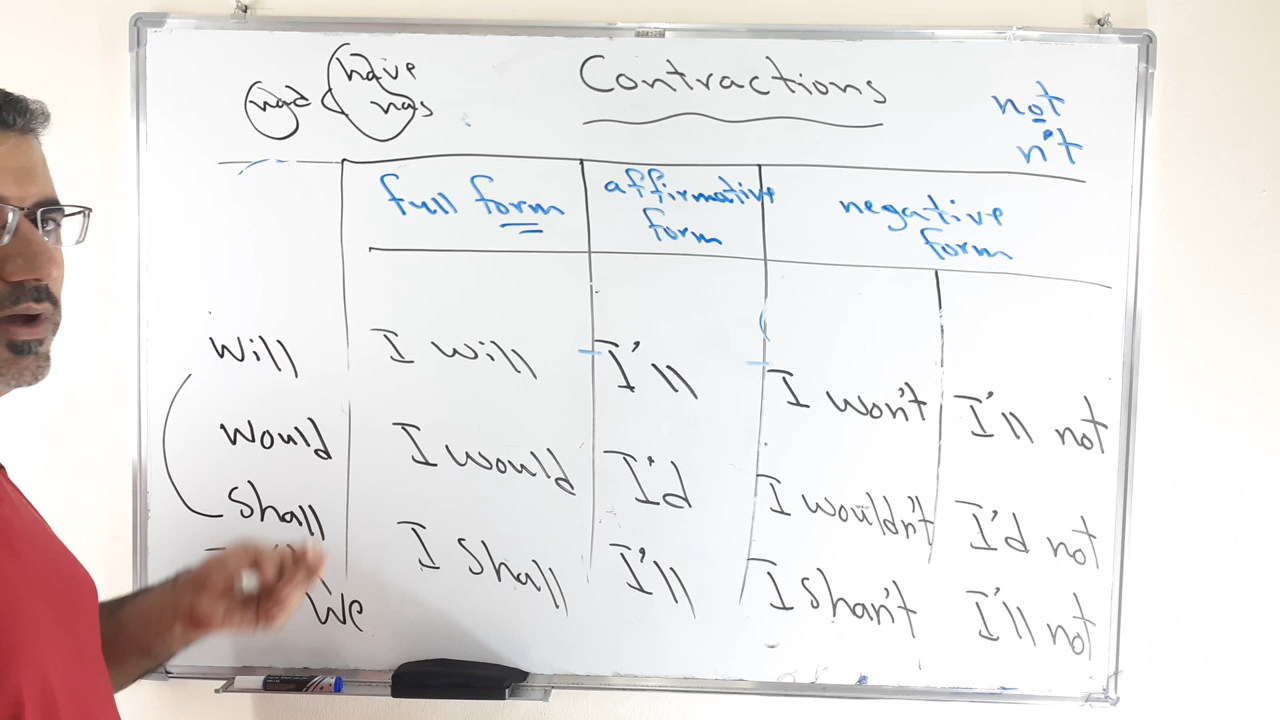 Contractions
have
had has
not
n't
full form affirmative form negative form
will I will I'll I won't I'll not
would I would I'd I wouldn't I'd not
shall I shall I'll I shan't I'll not
We